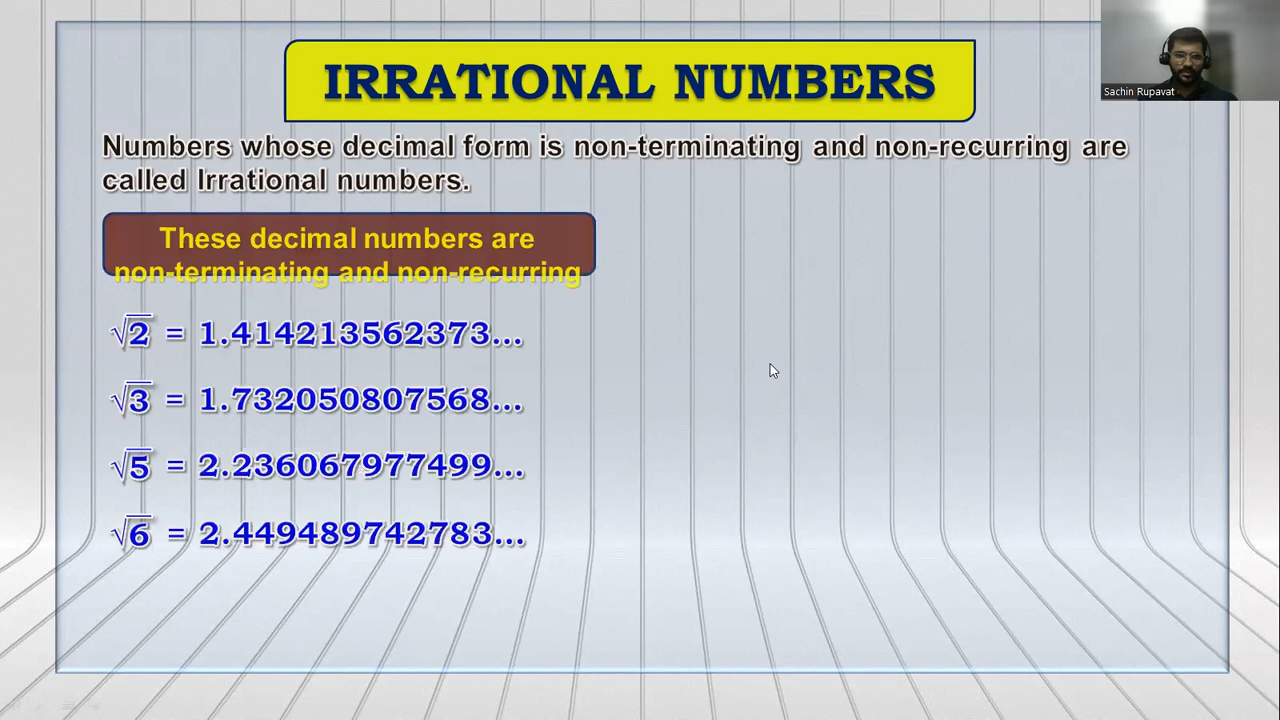 IRRATIONAL NUMBERS
Sachin Rupavat
Numbers whose decimal form is non-terminating and non-recurring are
called Irrational numbers.
These decimal numbers are
non-terminating and non-recurring
√2 = 1.414213562373...
√3 = 1.732050807568...
√5 = 2.236067977499...
√6 = 2.449489742783...